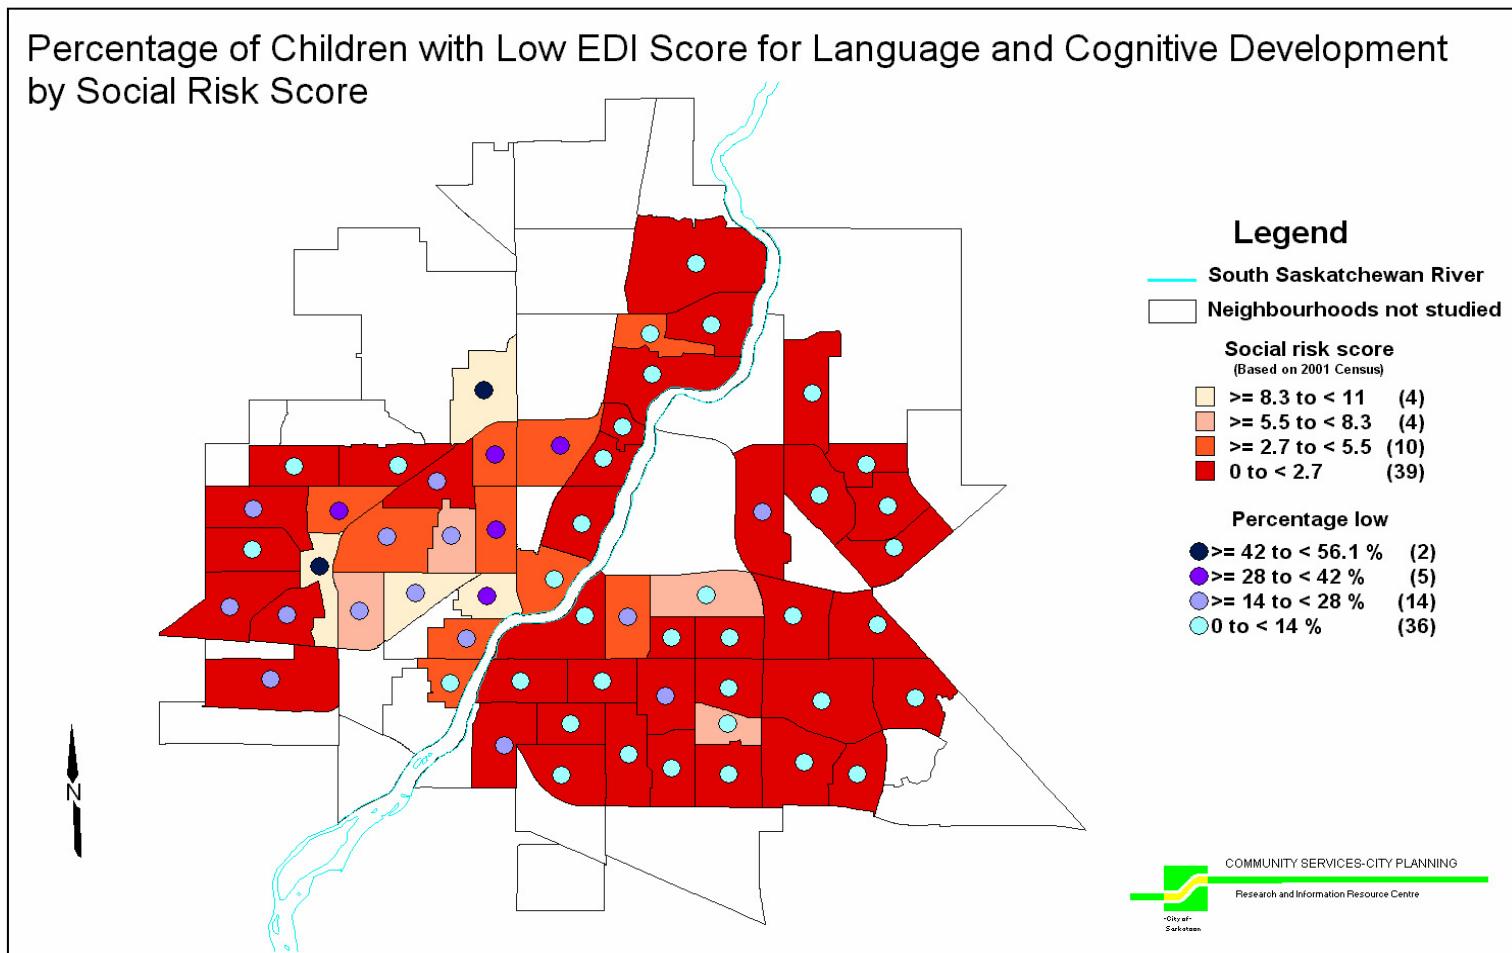 Percentage of Children with Low EDI Score for Language and Cognitive Development
by Social Risk Score
Legend
South Saskatchewan River
Neighbourhoods not studied
Social risk score
(Based on 2001 Census)
>= 8.3 to < 11 (4)
>= 5.5 to < 8.3 (4)
>= 2.7 to < 5.5 (10)
0 to < 2.7 (39)
Percentage low
>= 42 to < 56.1 % (2)
>= 28 to < 42 % (5)
>= 14 to < 28 % (14)
0 to < 14 % (36)
N
COMMUNITY SERVICES-CITY PLANNING
Research and Information Resource Centre
-City of-
Saskatoon